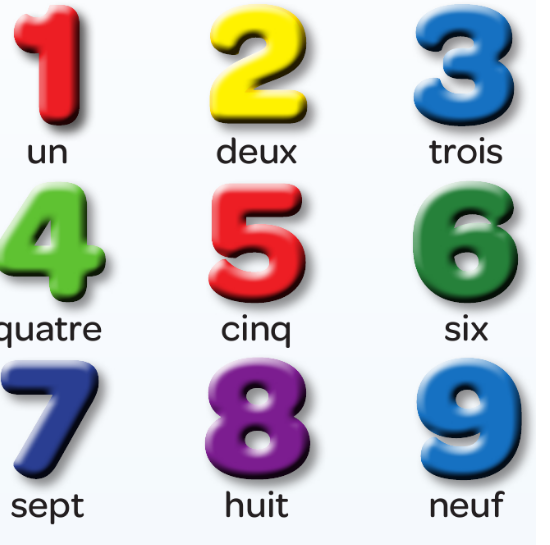 1 2 3
un deux trois
4 5 6
quatre cinq six
7 8 9
sept huit neuf